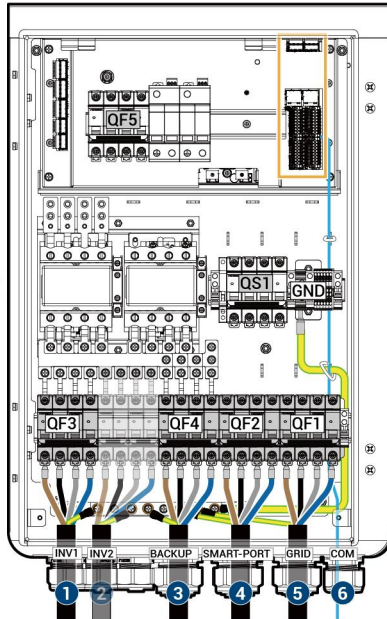 QF5
QS1
GND
QF3 QF4 QF2 QF1
INV1 INV2 BACKUP SMART-PORT GRID COM
1 2 3 4 5 6